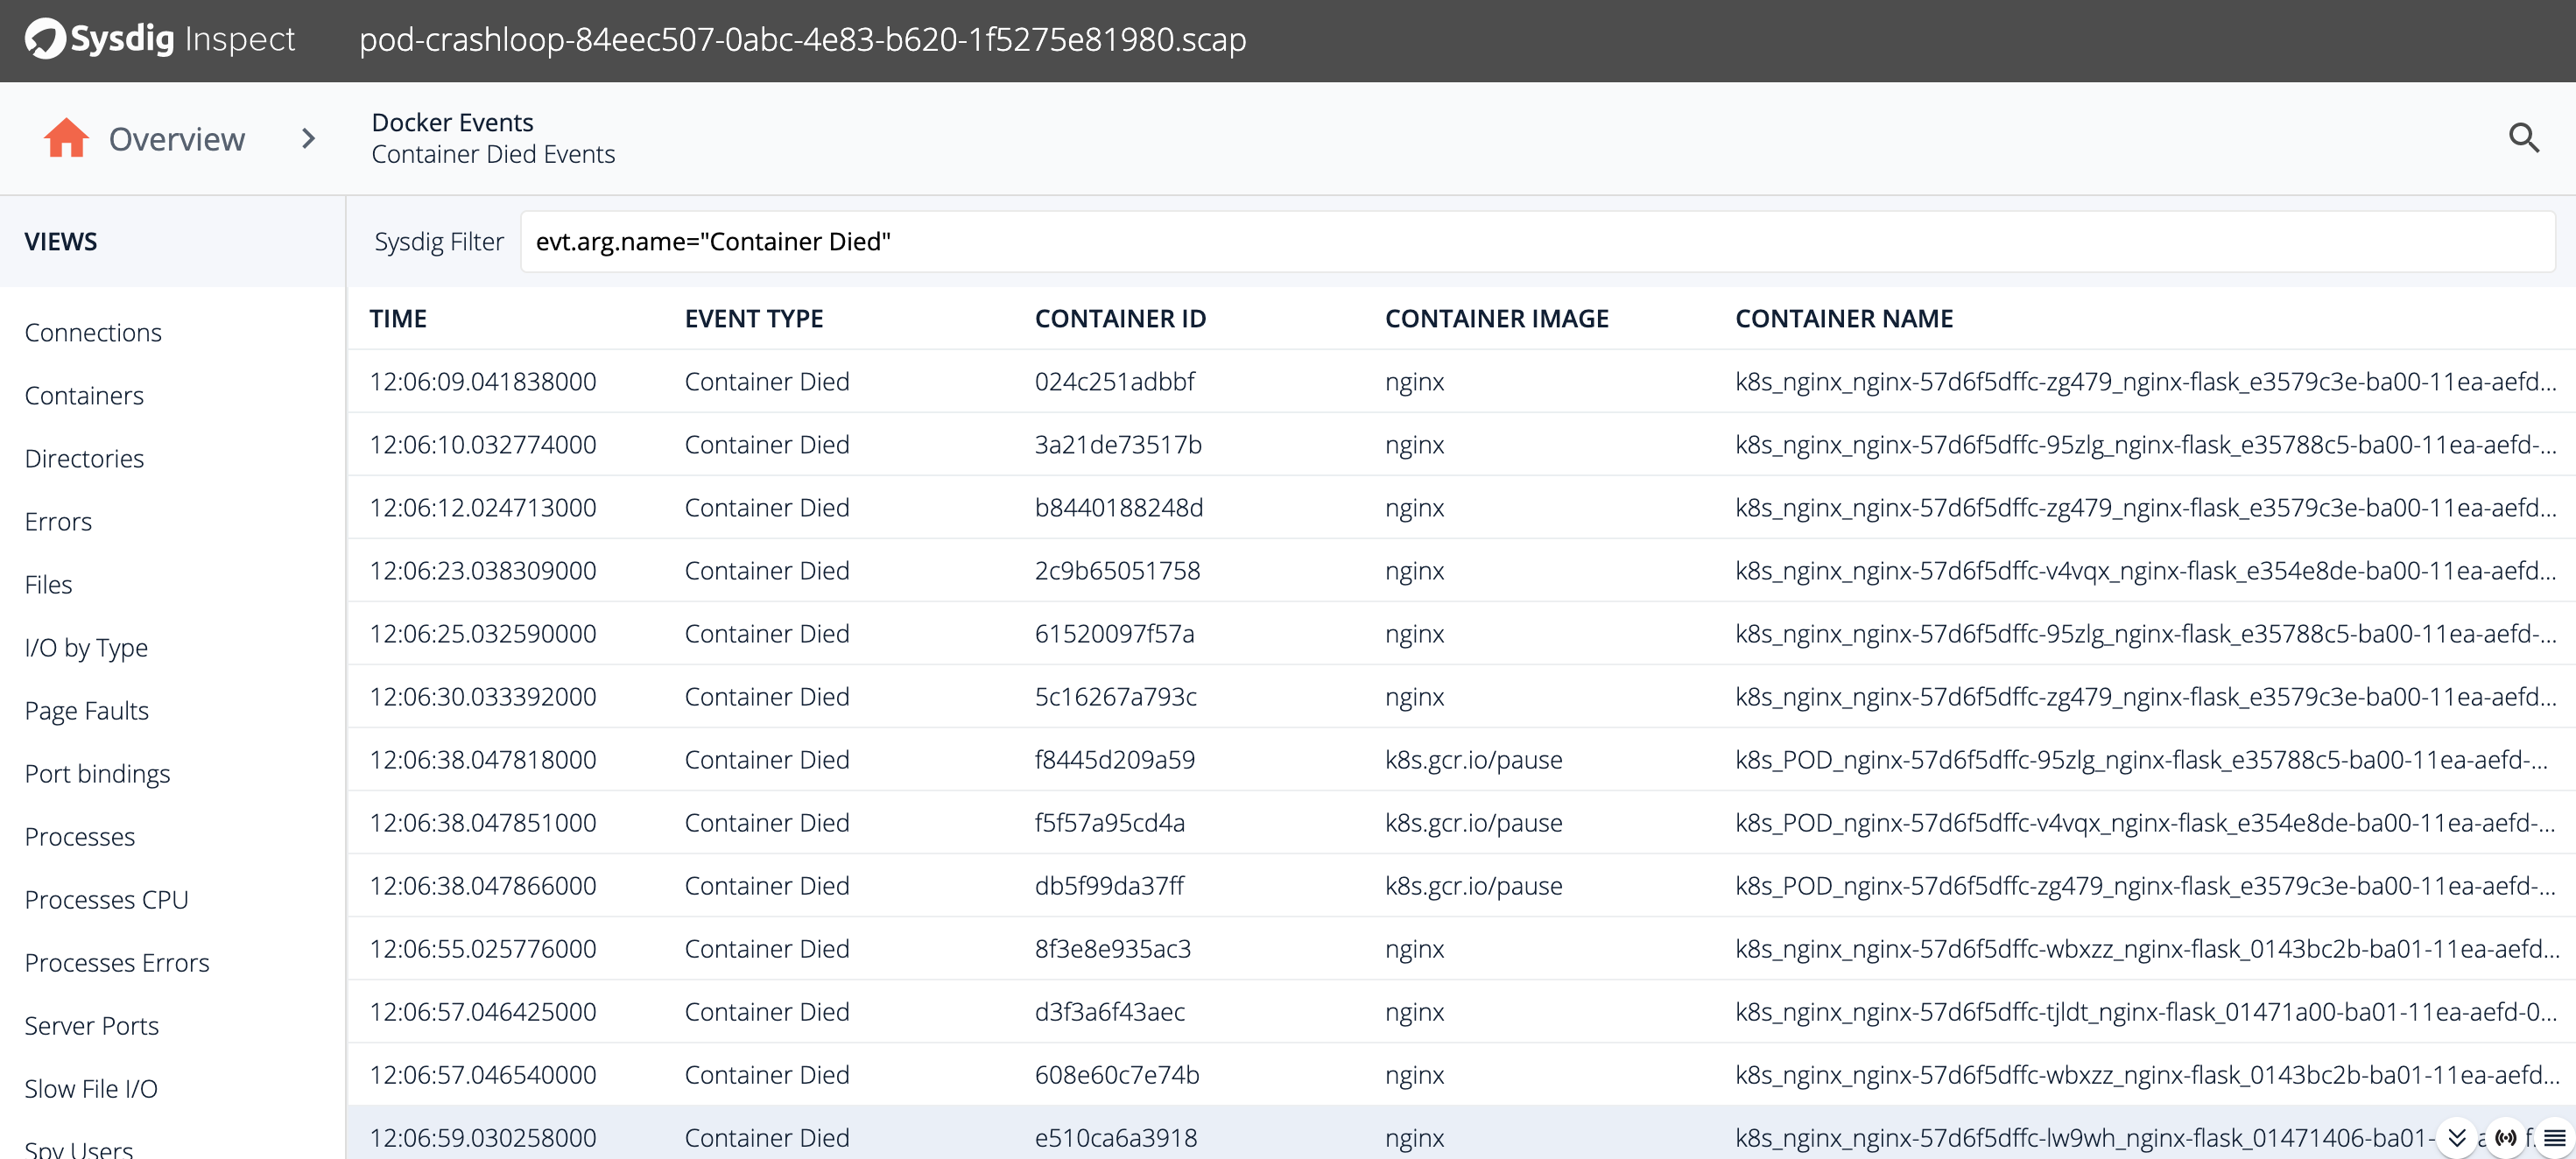 Sysdig Inspect pod-crashloop-84eec507-0abc-4e83-b620-1f5275e81980.scap
Overview
Docker Events
Container Died Events
VIEWS
Connections
Containers
Directories
Errors
Files
I/O by Type
Page Faults
Port bindings
Processes
Processes CPU
Processes Errors
Server Ports
Slow File I/O
Spy Users
Sysdig Filter evt.arg.name="Container Died"
TIME EVENT TYPE CONTAINER ID CONTAINER IMAGE CONTAINER NAME
12:06:09.041838000 Container Died 024c251adbbf nginx k8s_nginx_nginx-57d6f5dffc-zg479_nginx-flask_e3579c3e-ba00-11ea-aefd...
12:06:10.032774000 Container Died 3a21de73517b nginx k8s_nginx_nginx-57d6f5dffc-95zlg_nginx-flask_e35788c5-ba00-11ea-aefd-...
12:06:12.024713000 Container Died b8440188248d nginx k8s_nginx_nginx-57d6f5dffc-zg479_nginx-flask_e3579c3e-ba00-11ea-aefd...
12:06:23.038309000 Container Died 2c9b65051758 nginx k8s_nginx_nginx-57d6f5dffc-v4vqx_nginx-flask_e354e8de-ba00-11ea-aefd...
12:06:25.032590000 Container Died 61520097f57a nginx k8s_nginx_nginx-57d6f5dffc-95zlg_nginx-flask_e35788c5-ba00-11ea-aefd-...
12:06:30.033392000 Container Died 5c16267a793c nginx k8s_nginx_nginx-57d6f5dffc-zg479_nginx-flask_e3579c3e-ba00-11ea-aefd...
12:06:38.047818000 Container Died f8445d209a59 k8s.gcr.io/pause k8s_POD_nginx-57d6f5dffc-95zlg_nginx-flask_e35788c5-ba00-11ea-aefd-...
12:06:38.047851000 Container Died f5f57a95cd4a k8s.gcr.io/pause k8s_POD_nginx-57d6f5dffc-v4vqx_nginx-flask_e354e8de-ba00-11ea-aefd-...
12:06:38.047866000 Container Died db5f99da37ff k8s.gcr.io/pause k8s_POD_nginx-57d6f5dffc-zg479_nginx-flask_e3579c3e-ba00-11ea-aefd-...
12:06:55.025776000 Container Died 8f3e8e935ac3 nginx k8s_nginx_nginx-57d6f5dffc-wbxzz_nginx-flask_0143bc2b-ba01-11ea-aefd...
12:06:57.046425000 Container Died d3f3a6f43aec nginx k8s_nginx_nginx-57d6f5dffc-tjldt_nginx-flask_01471a00-ba01-11ea-aefd-0...
12:06:57.046540000 Container Died 608e60c7e74b nginx k8s_nginx_nginx-57d6f5dffc-wbxzz_nginx-flask_0143bc2b-ba01-11ea-aefd...
12:06:59.030258000 Container Died e510ca6a3918 nginx k8s_nginx_nginx-57d6f5dffc-lw9wh_nginx-flask_01471406-ba01-